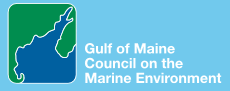 Gulf of Maine
Council on the
Marine Environment